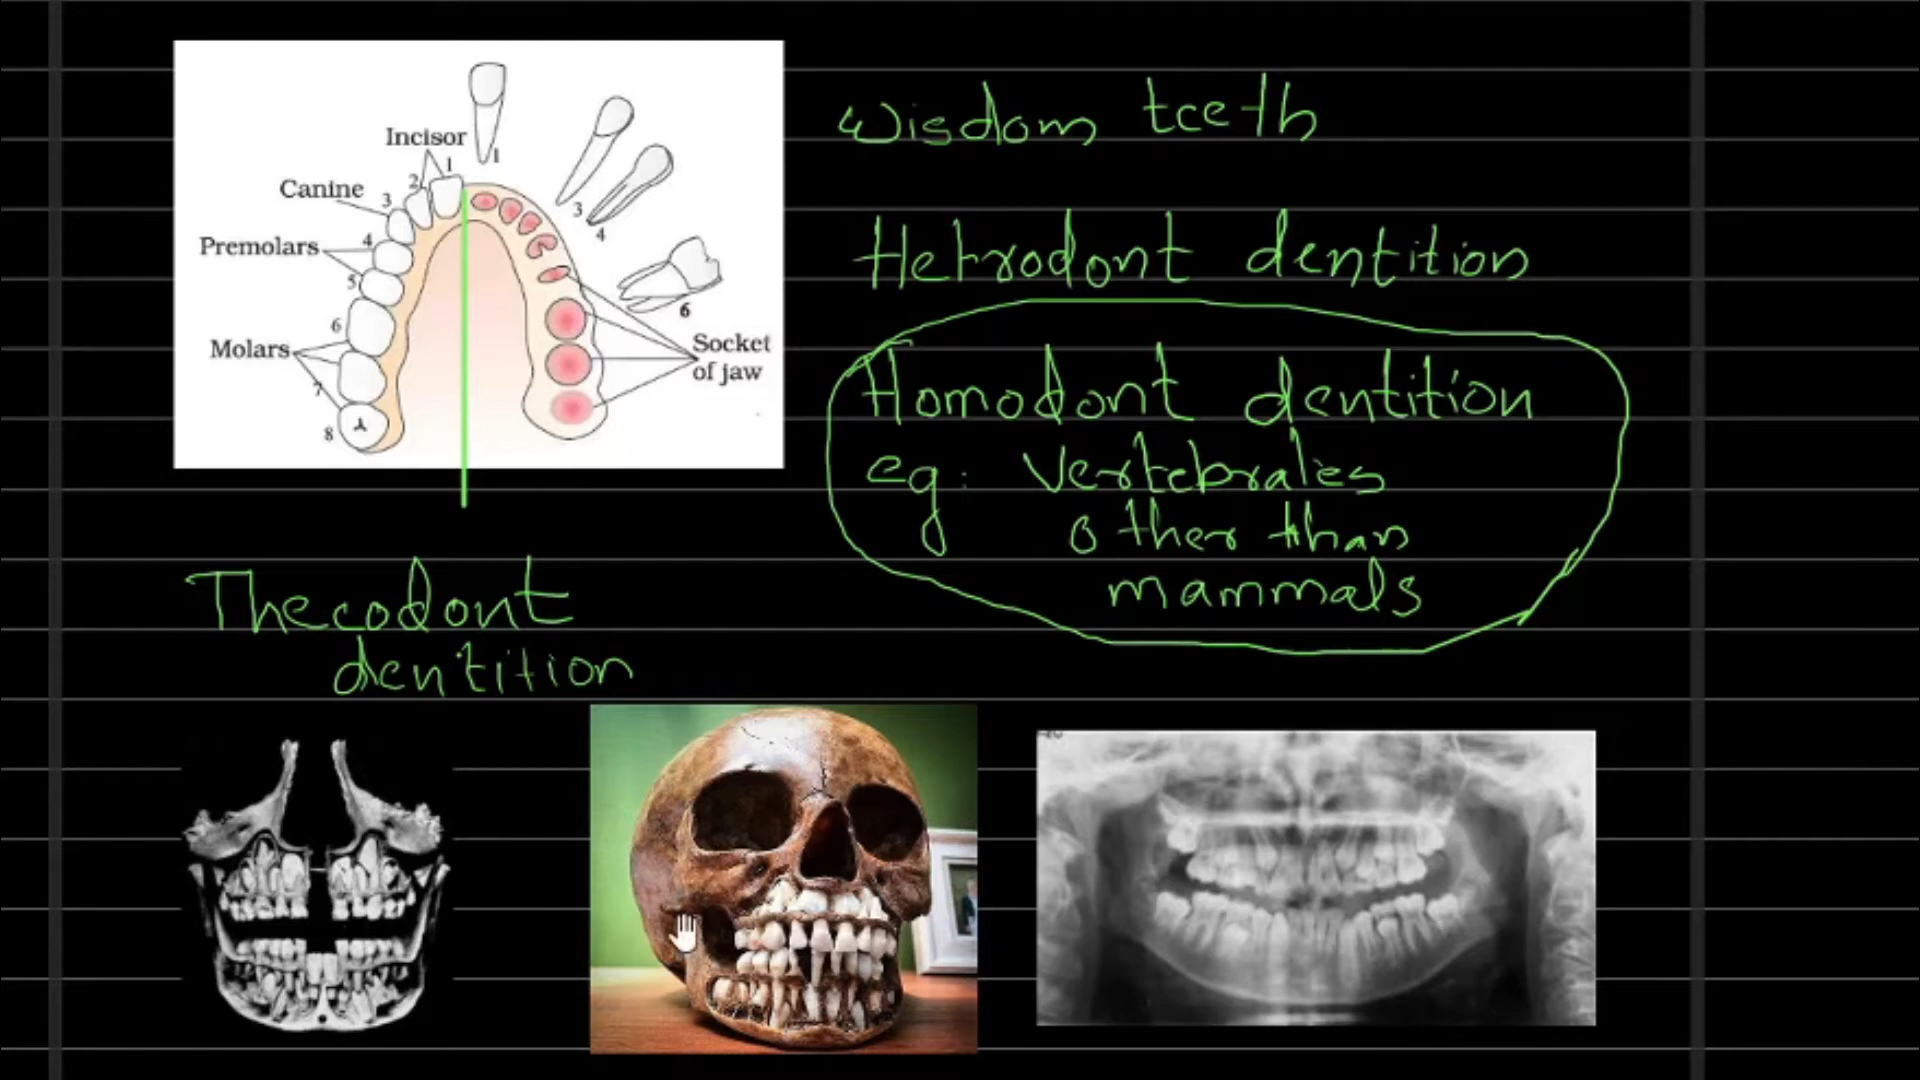 Incisor
1
1
2
Canine
3
3
Premolars
4
4
5
6
6
Molars
7
8
Socket
of jaw
Wisdom teeth
Hetrodont dentition
Homodont dentition
eg: Vertebrates
other than
mammals
Thecodont
dentition